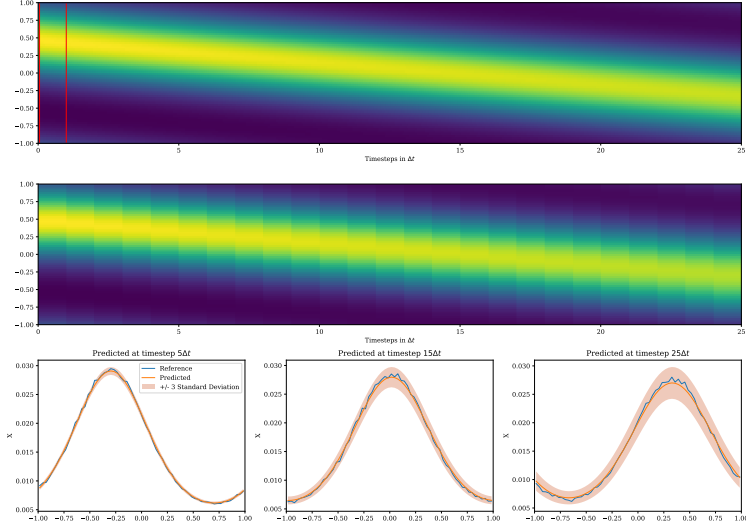 1.00
0.75
0.50
0.25
0.00
−0.25
−0.50
−0.75
−1.00
0 5 10 15 20 25
Timesteps in Δt
1.00
0.75
0.50
0.25
0.00
−0.25
−0.50
−0.75
−1.00
0 5 10 15 20 25
Timesteps in Δt
Predicted at timestep 5Δt
Reference
Predicted
+/- 3 Standard Deviation
X
0.030
0.025
0.020
0.015
0.010
0.005
−1.00 −0.75 −0.50 −0.25 0.00 0.25 0.50 0.75 1.00
Predicted at timestep 15Δt
X
0.030
0.025
0.020
0.015
0.010
0.005
−1.00 −0.75 −0.50 −0.25 0.00 0.25 0.50 0.75 1.00
Predicted at timestep 25Δt
X
0.030
0.025
0.020
0.015
0.010
0.005
−1.00 −0.75 −0.50 −0.25 0.00 0.25 0.50 0.75 1.00